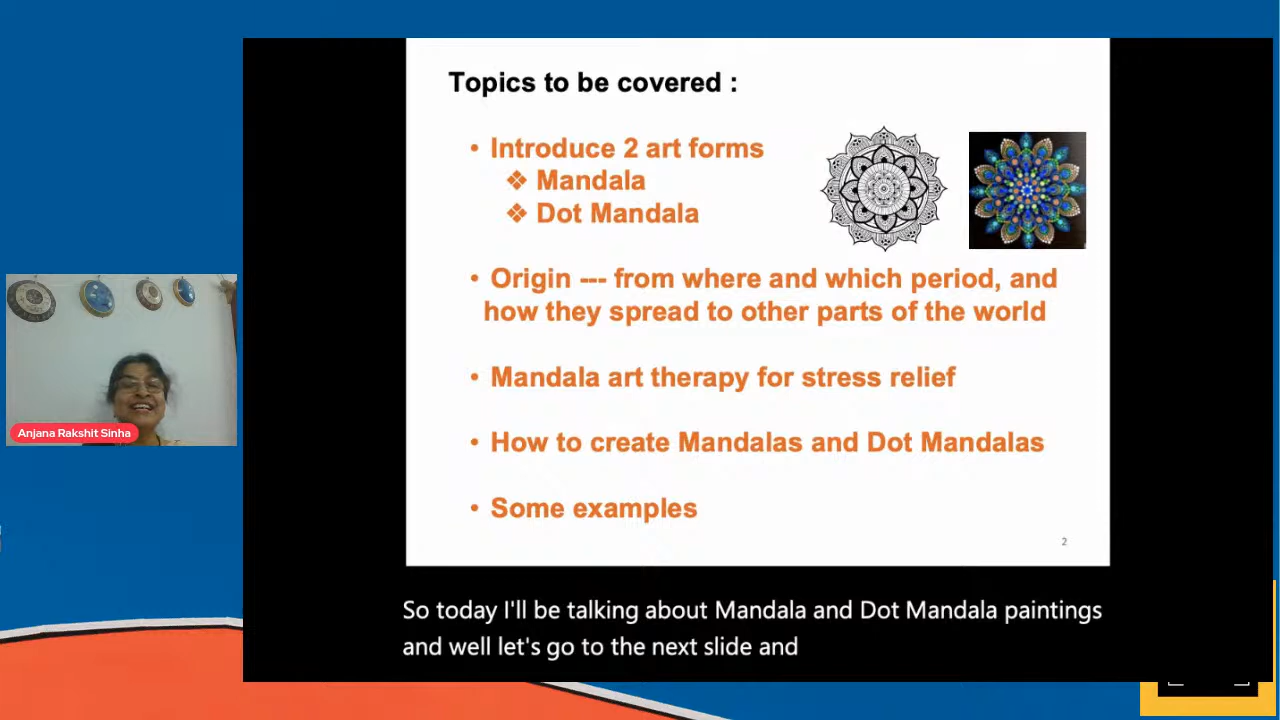 Topics to be covered :
• Introduce 2 art forms
❖ Mandala
❖ Dot Mandala
• Origin --- from where and which period, and
how they spread to other parts of the world
• Mandala art therapy for stress relief
• How to create Mandalas and Dot Mandalas
• Some examples
2
Anjana Rakshit Sinha
So today I'll be talking about Mandala and Dot Mandala paintings
and well let's go to the next slide and